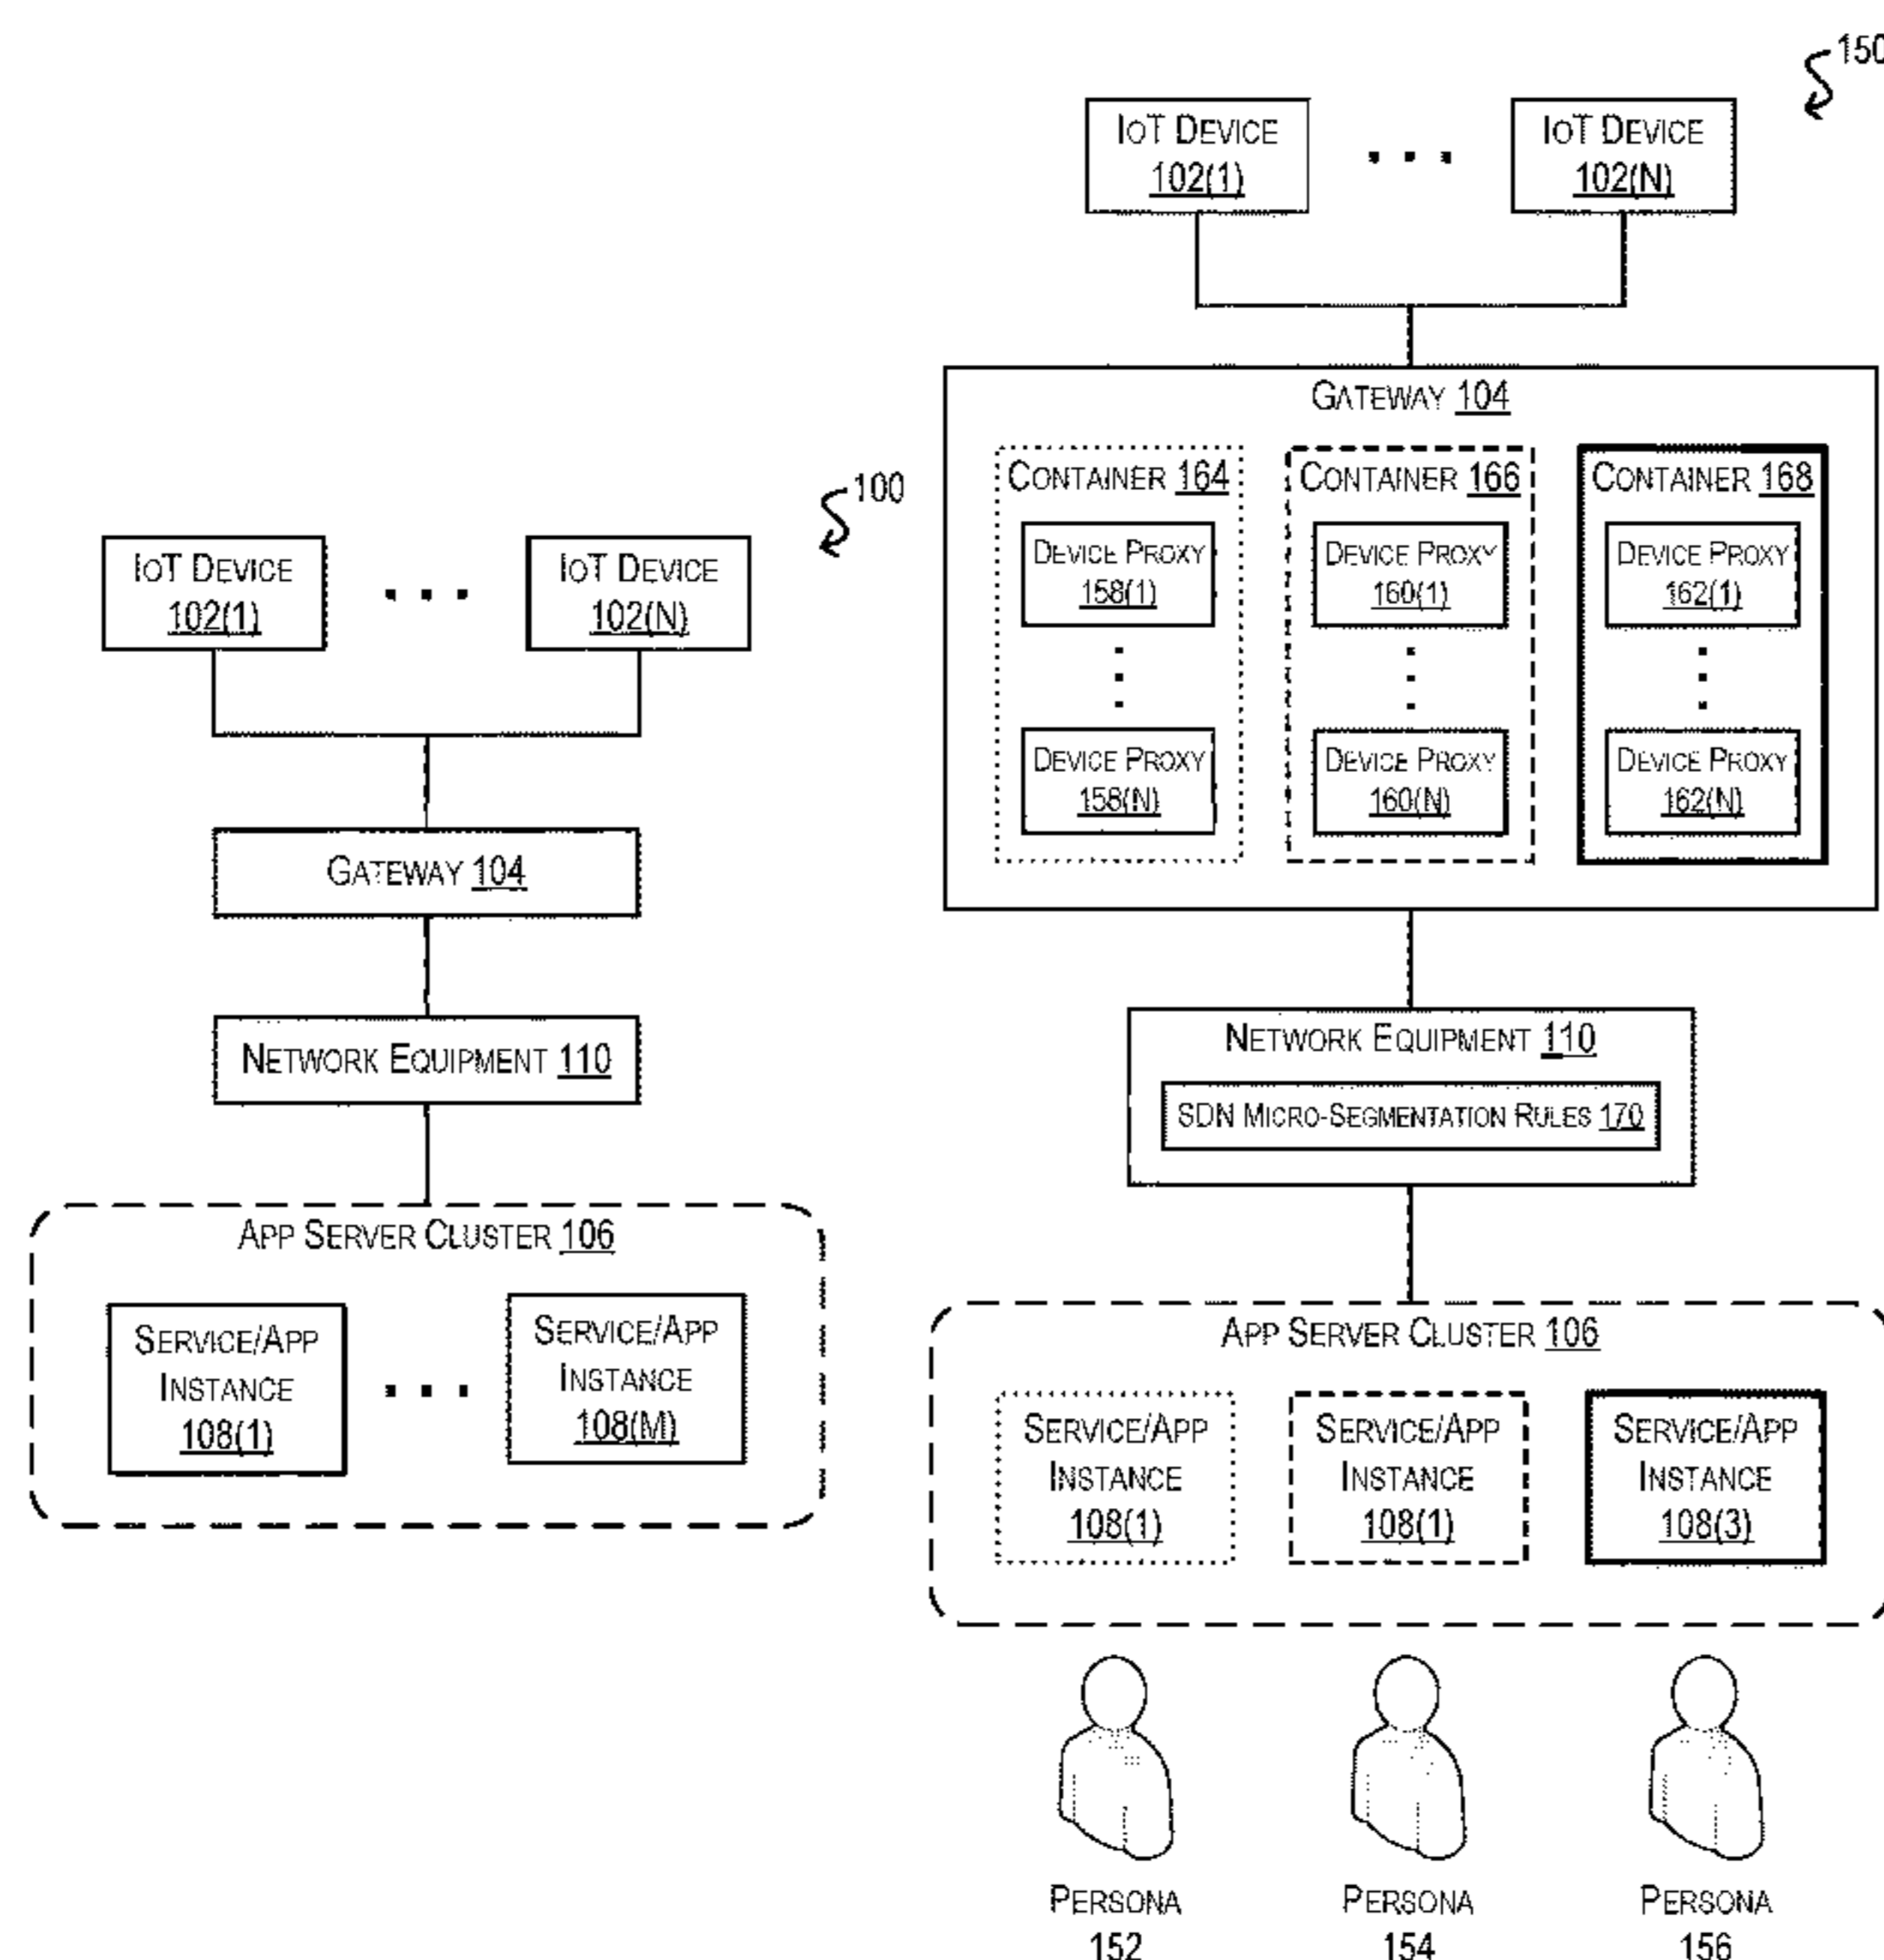 100
IoT Device
102(1)
IoT Device
102(N)
Gateway 104
Network Equipment 110
App Server Cluster 106
Service/App
Instance
108(1)
Service/App
Instance
108(M)
150
IoT Device
102(1)
IoT Device
102(N)
Gateway 104
Container 164
Device Proxy
158(1)
Device Proxy
158(N)
Container 166
Device Proxy
160(1)
Device Proxy
160(N)
Container 168
Device Proxy
162(1)
Device Proxy
162(N)
Network Equipment 110
SDN Micro-Segmentation Rules 170
App Server Cluster 106
Service/App
Instance
108(1)
Service/App
Instance
108(1)
Service/App
Instance
108(3)
Persona
152
Persona
154
Persona
156